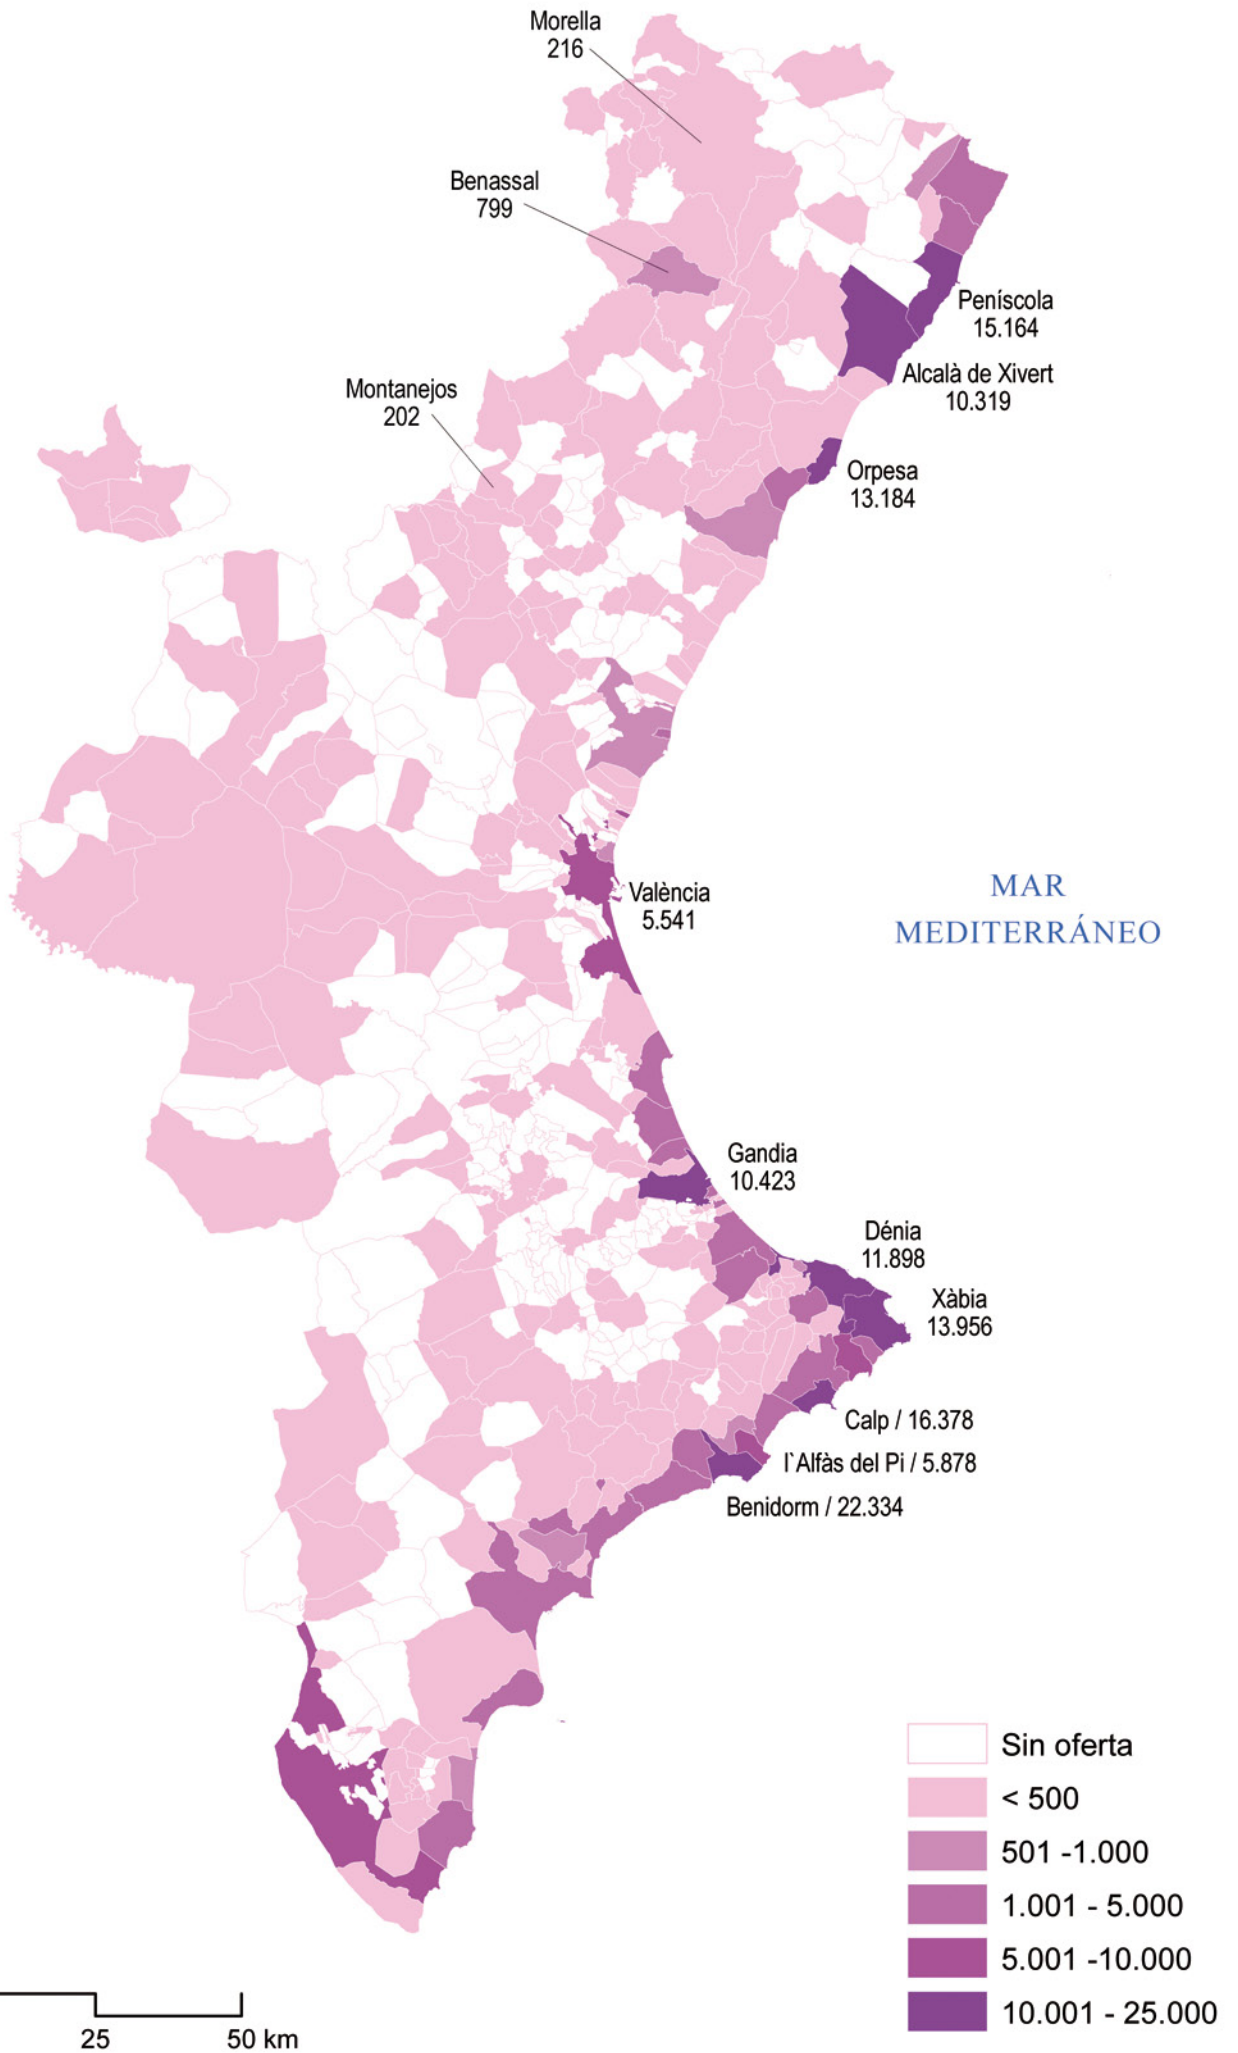 Morella
216
Benassal
799
Peníscola
15.164
Montanejos
202
Alcalà de Xivert
10.319
Orpesa
13.184
MAR
MEDITERRÁNEO
València
5.541
Gandia
10.423
Dénia
11.898
Xàbia
13.956
Calp / 16.378
l`Alfàs del Pi / 5.878
Benidorm / 22.334
Sin oferta
< 500
501 -1.000
1.001 - 5.000
5.001 -10.000
10.001 - 25.000
25 50 km